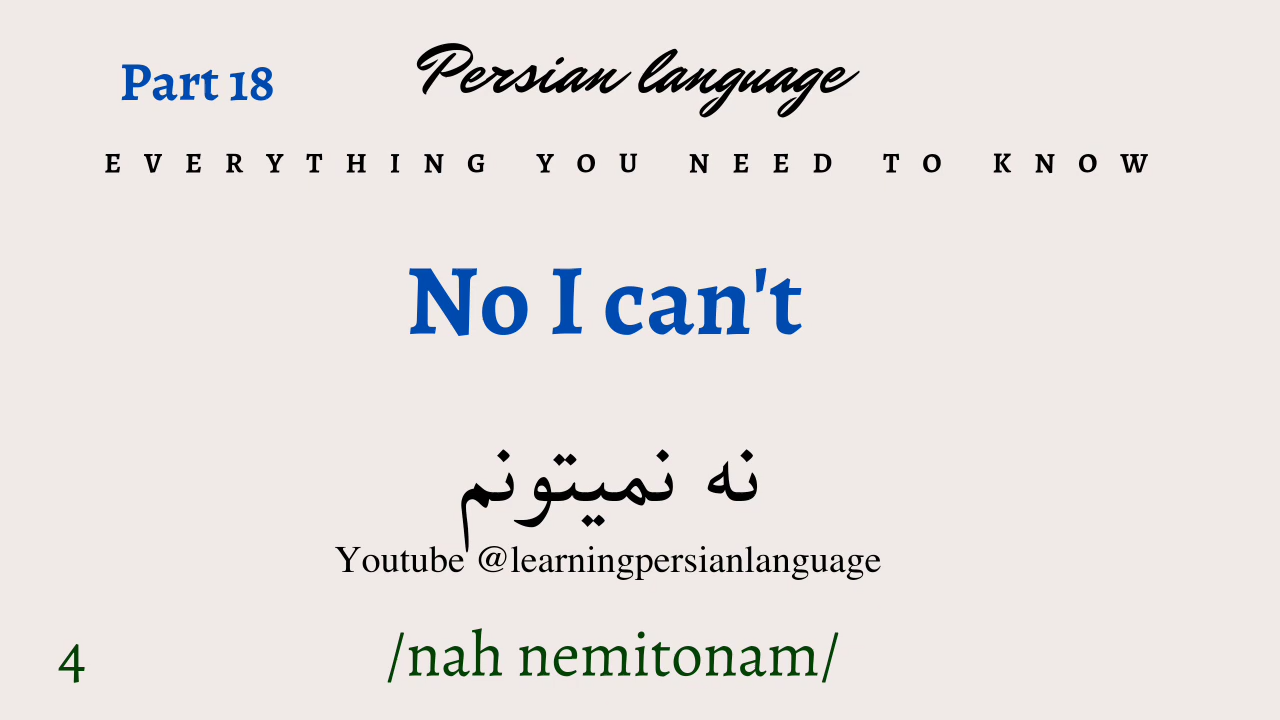 Part 18
Persian language
EVERYTHING YOU NEED TO KNOW
No I can't
نه نمیتونم
Youtube @learningpersianlanguage
4
/nah nemitonam/